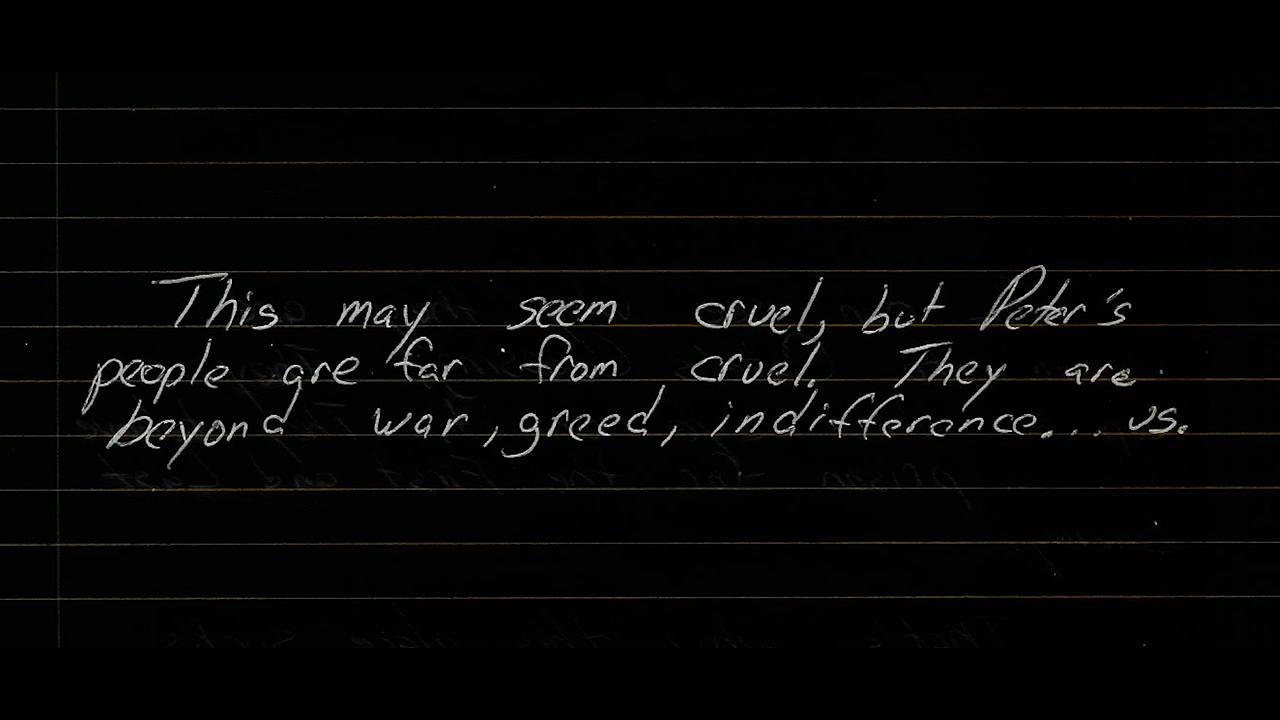 This may seem cruel, but Peter's
people are far from cruel. They are
beyond war, greed, indifference... us.